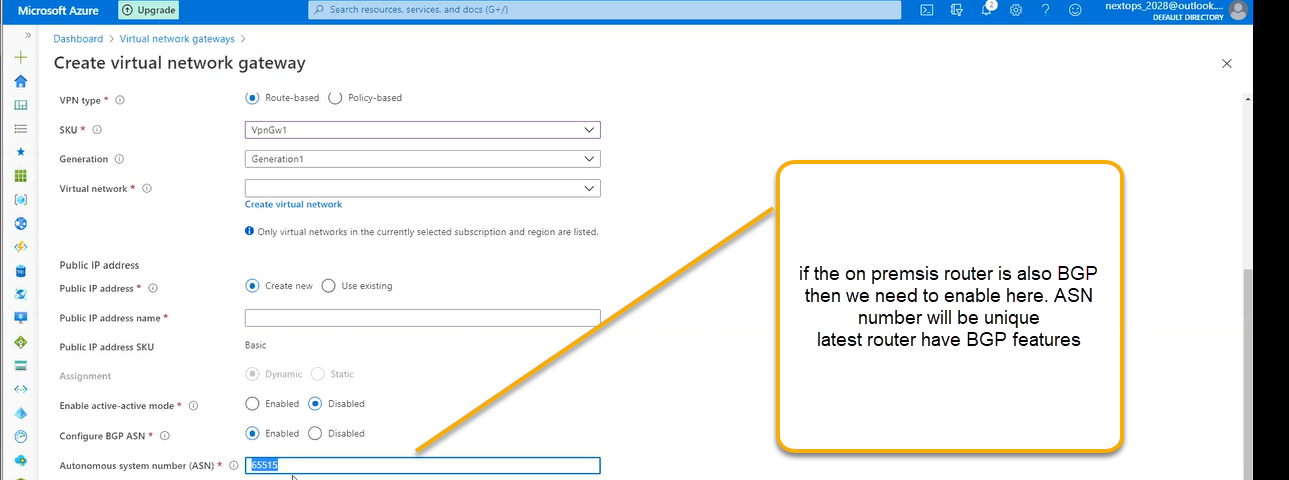 Microsoft Azure
Upgrade
Search resources, services, and docs (G+/)
2
nextops_2028@outlook....
DEFAULT DIRECTORY
Dashboard > Virtual network gateways >
Create virtual network gateway
VPN type * Route-based Policy-based
SKU * VpnGw1
Generation Generation1
Virtual network *
Create virtual network
Only virtual networks in the currently selected subscription and region are listed.
Public IP address
Public IP address * Create new Use existing
Public IP address name *
Public IP address SKU Basic
Assignment Dynamic Static
Enable active-active mode * Enabled Disabled
Configure BGP ASN * Enabled Disabled
Autonomous system number (ASN) * 65515
if the on premsis router is also BGP
then we need to enable here. ASN
number will be unique
latest router have BGP features